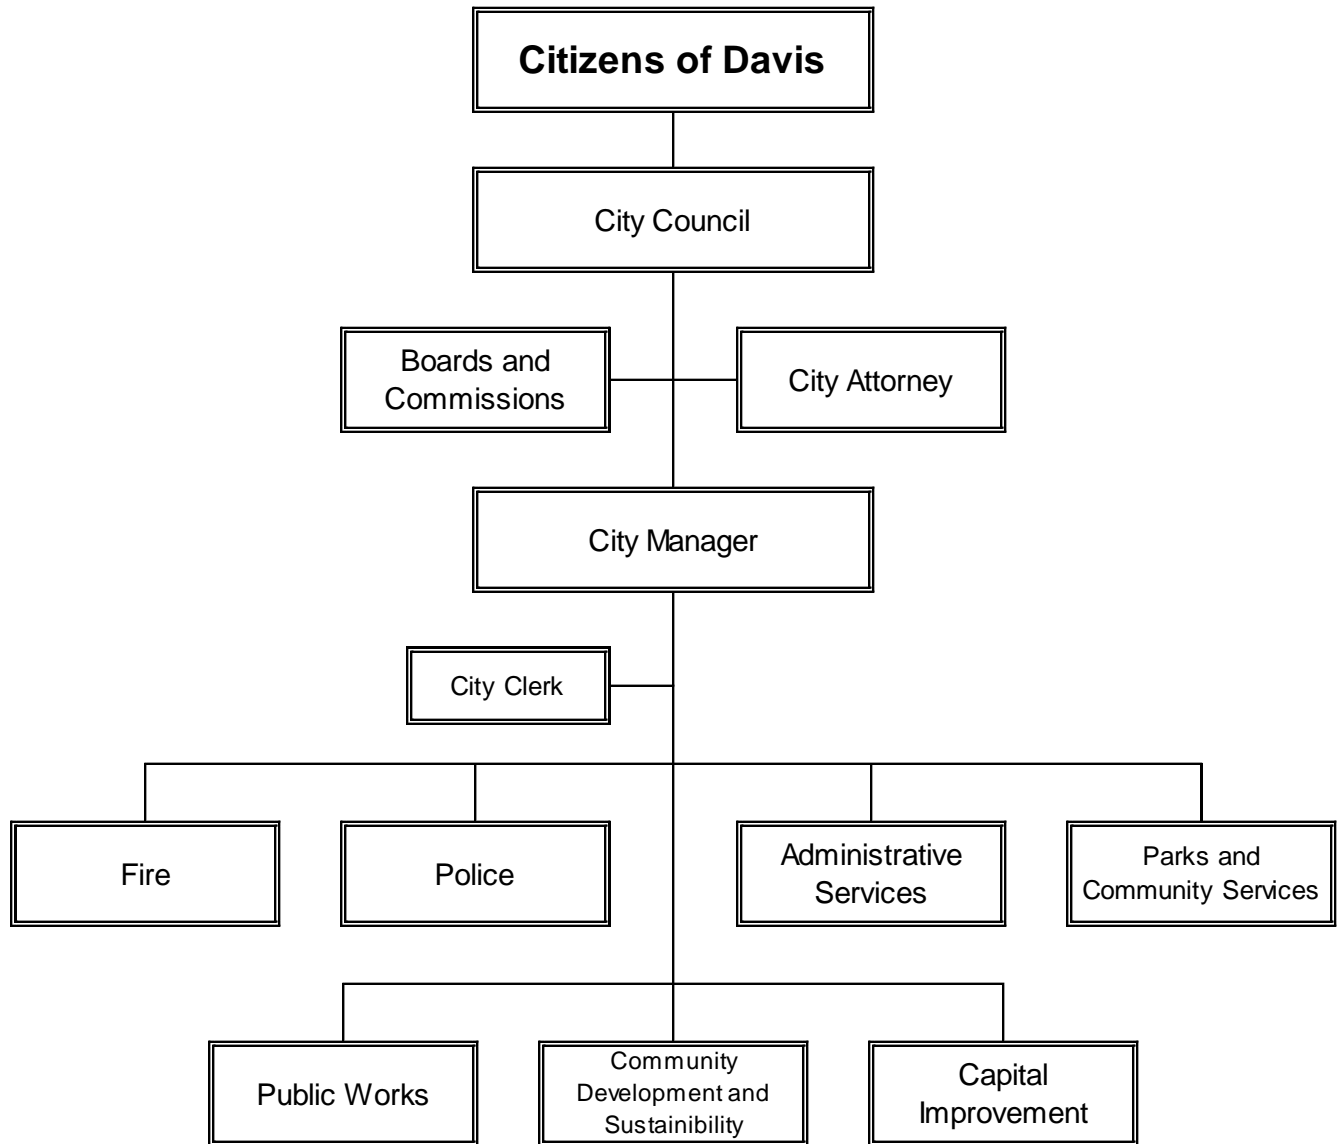 Citizens of Davis
City Council
Boards and
Commissions
City Attorney
City Manager
City Clerk
Fire
Police
Administrative
Services
Parks and
Community Services
Public Works
Community
Development and
Sustainibility
Capital
Improvement